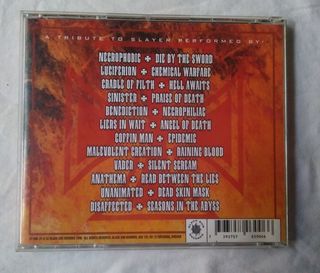 A TRIBUTE TO SLAYER PERFORMED BY:
NECROPHOBIC + DIE BY THE SWORD
LUCIFERION + CHEMICAL WARFARE
CRADLE OF FILTH + HELL AWAITS
SINISTER + PRAISE OF DEATH
BENEDICTION + NECROPHILIAC
LIERS IN WAIT + ANGEL OF DEATH
COFFIN MAN + EPIDEMIC
MALEVOLENT CREATION + RAINING BLOOD
VADER + SILENT SCREAM
ANATHEMA + DEAD BETWEEN THE LIES
UNANIMATED + DEAD SKIN MASK
DISAFFECTED + SEASONS IN THE ABYSS